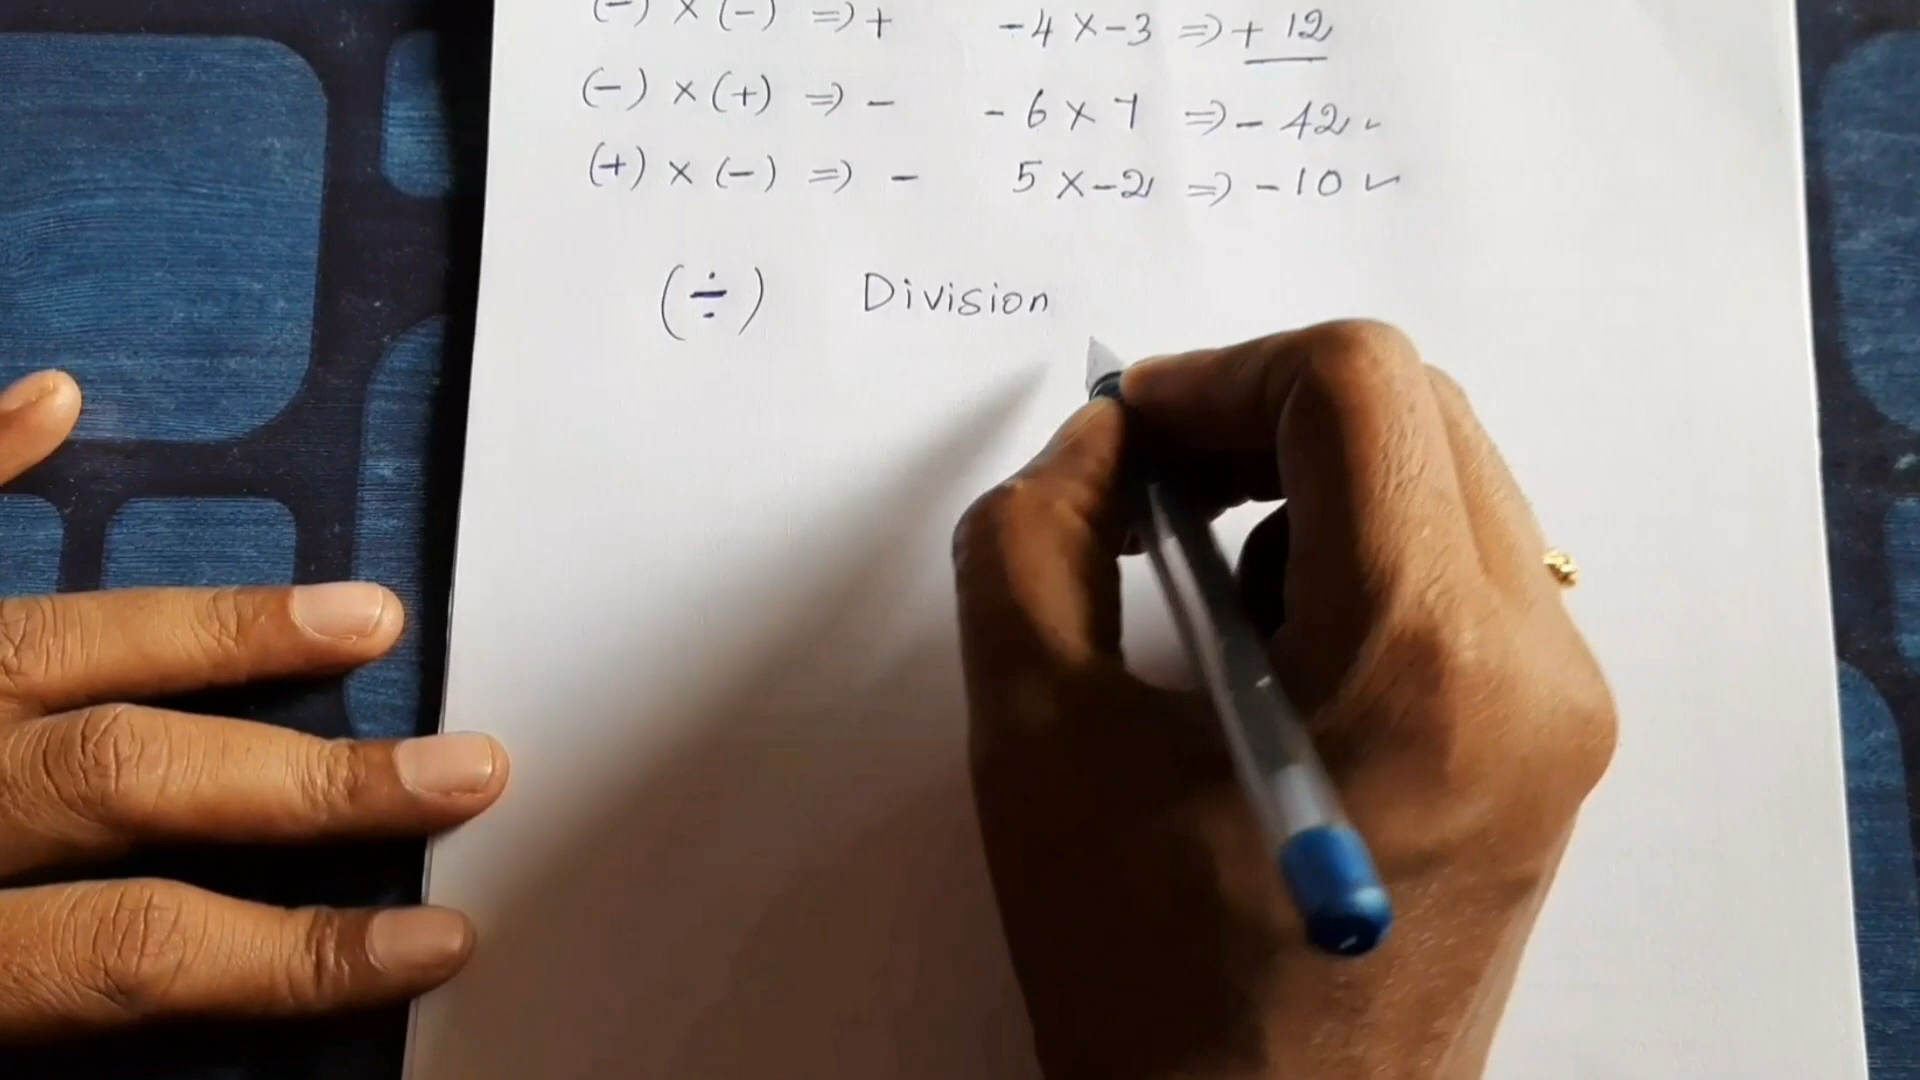 (-) × (-) ⇒ + -4 × -3 ⇒ + 12
(-) × (+) ⇒ - - 6 × 7 ⇒ - 42 ✓
(+) × (-) ⇒ - 5 × -2 ⇒ -10 ✓
(÷) Division